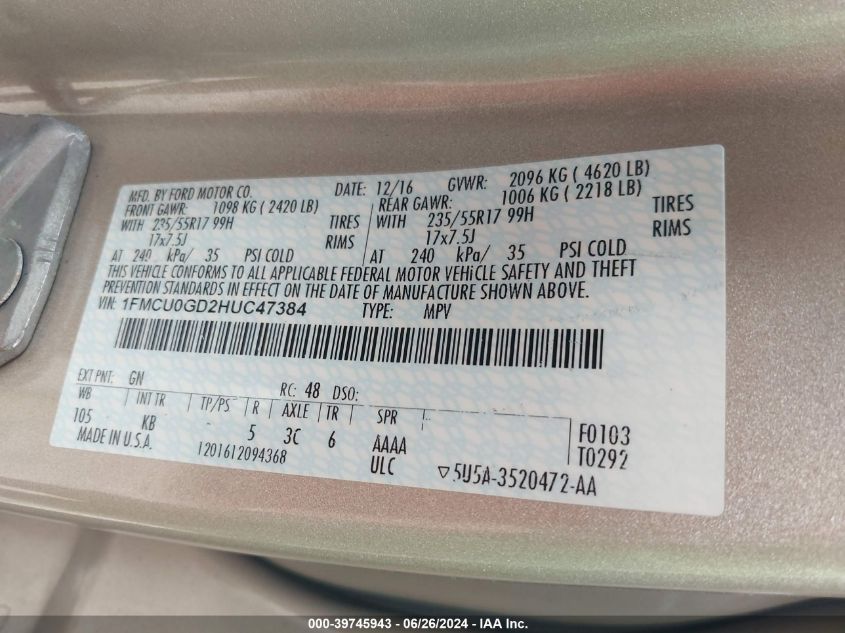 MFD. BY FORD MOTOR CO. DATE: 12/16 GVWR: 2096 KG ( 4620 LB)
FRONT GAWR: 1098 KG ( 2420 LB) REAR GAWR: 1006 KG ( 2218 LB)
WITH 235/55R17 99H TIRES WITH 235/55R17 99H TIRES
17x7.5J RIMS 17x7.5J RIMS
AT 240 kPa/ 35 PSI COLD AT 240 kPa/ 35 PSI COLD
THIS VEHICLE CONFORMS TO ALL APPLICABLE FEDERAL MOTOR VEHICLE SAFETY AND THEFT
PREVENTION STANDARDS IN EFFECT ON THE DATE OF MANUFACTURE SHOWN ABOVE.
VIN: 1FMCU0GD2HUC47384 TYPE: MPV
EXT PNT: GN RC: 48 DSO:
WB INT TR TP/PS R AXLE TR SPR
105 KB 5 3C 6 AAAA F0103
MADE IN U.S.A. 1201612094368 ULC T0292
5U5A-3520472-AA
000-39745943 / 06/26/2024 - IAA Inc.